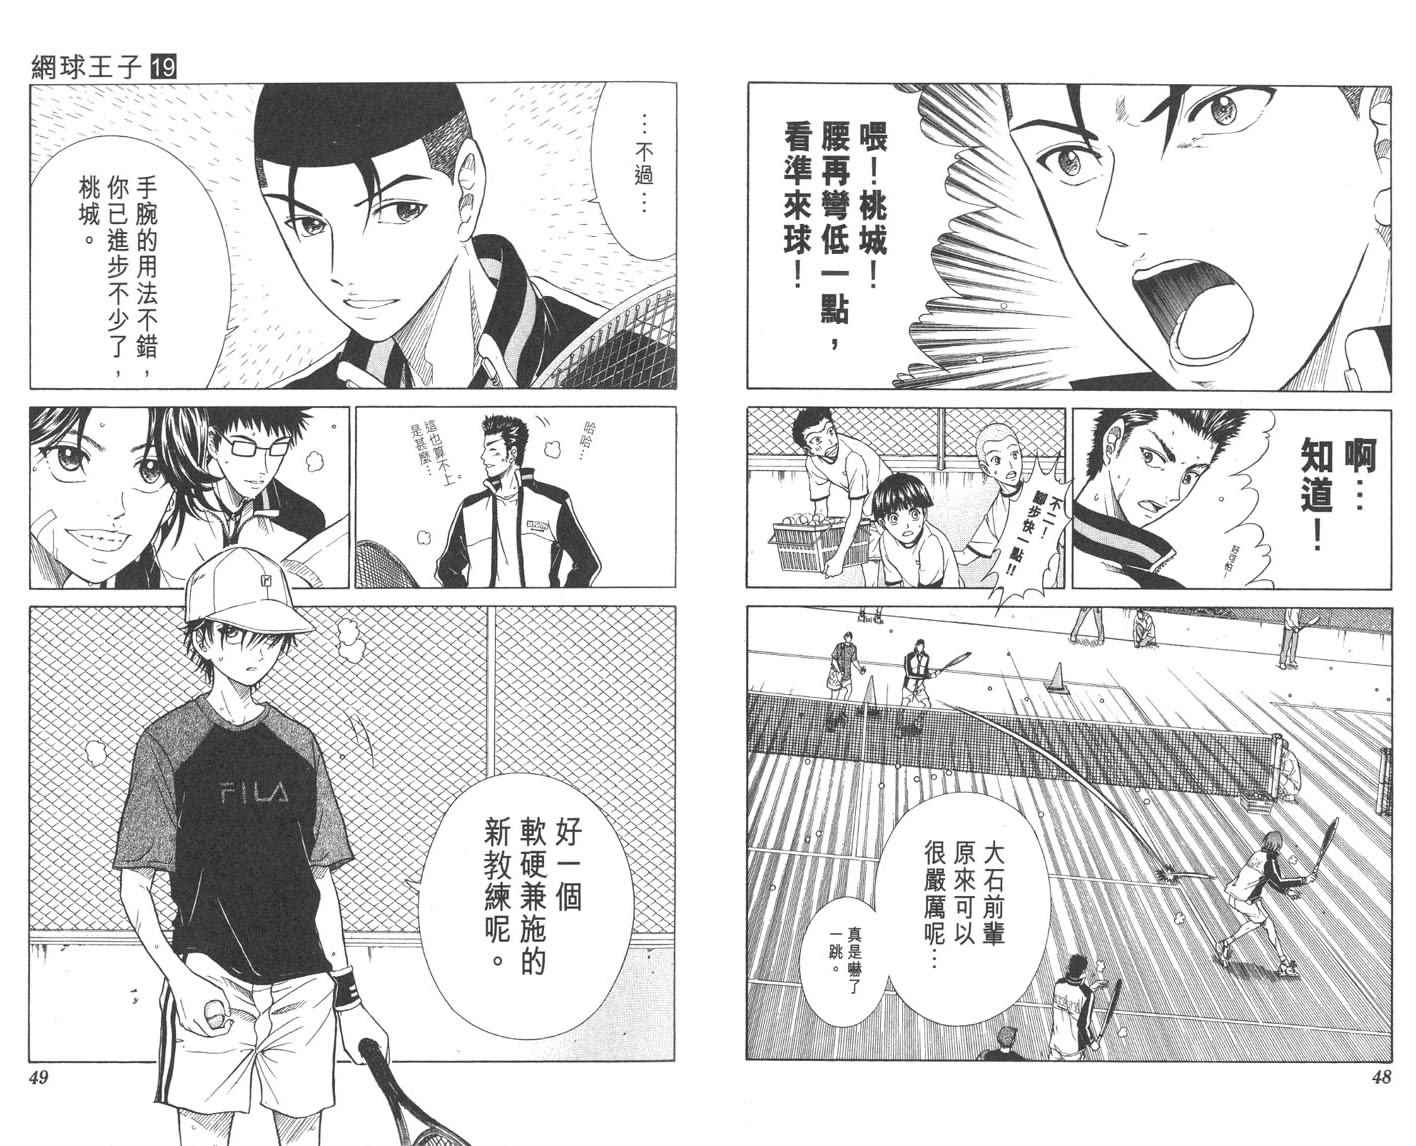 網球王子 19
喂！桃城！
腰再彎低一點，
看準來球！
啊…
知道！
好可怕…
不二！
腳步快一點!!
大石前輩
原來可以
很嚴厲呢…
真是嚇了
一跳。
48
…不過…
手腕的用法不錯，
你已進步不少了，
桃城。
哈哈…
這也算不上
是甚麼…。
好一個
軟硬兼施的
新教練呢。
FILA
49